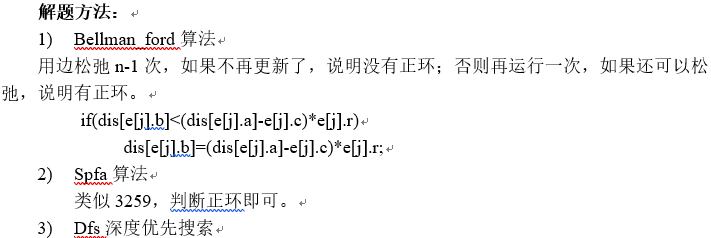 解题方法：
1) Bellman_ford 算法
用边松弛 n-1 次，如果不再更新了，说明没有正环；否则再运行一次，如果还可以松
弛，说明有正环。
if(dis[e[j].b]<(dis[e[j].a]-e[j].c)*e[j].r)
dis[e[j].b]=(dis[e[j].a]-e[j].c)*e[j].r;
2) Spfa 算法
类似 3259，判断正环即可。
3) Dfs 深度优先搜索